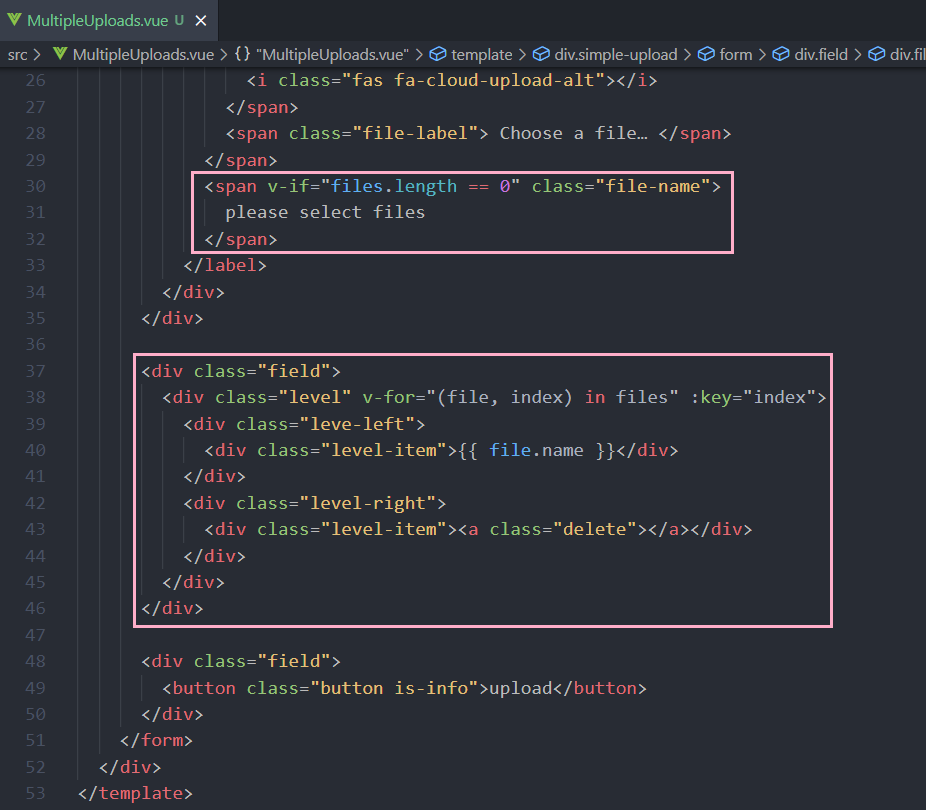 MultipleUploads.vue U ×
src > MultipleUploads.vue > {} "MultipleUploads.vue" > template > div.simple-upload > form > div.field > div.fil
26 <i class="fas fa-cloud-upload-alt"></i>
27 </span>
28 <span class="file-label"> Choose a file… </span>
29 </span>
30 <span v-if="files.length == 0" class="file-name">
31 please select files
32 </span>
33 </label>
34 </div>
35 </div>
36
37 <div class="field">
38 <div class="level" v-for="(file, index) in files" :key="index">
39 <div class="leve-left">
40 <div class="level-item">{{ file.name }}</div>
41 </div>
42 <div class="level-right">
43 <div class="level-item"><a class="delete"></a></div>
44 </div>
45 </div>
46 </div>
47
48 <div class="field">
49 <button class="button is-info">upload</button>
50 </div>
51 </form>
52 </div>
53 </template>